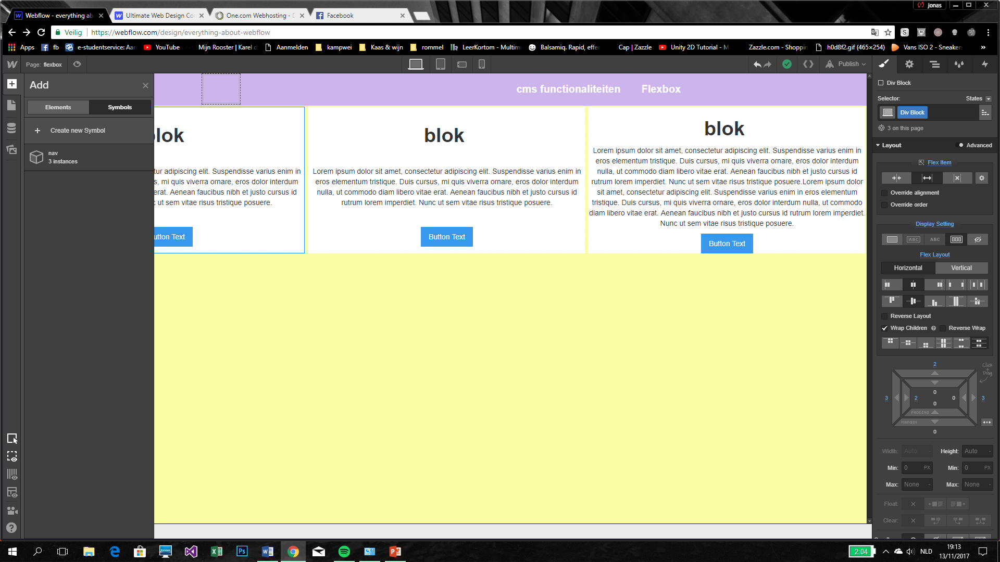 jonas
Webflow - everything ab
Ultimate Web Design Co
One.com Webhosting - D
Facebook
Veilig
https://webflow.com/design/everything-about-webflow
Apps
fb
e-studentservice: Aan
YouTube
Mijn Rooster | Karel d
Aanmelden
kampwei
Kaas & wijn
rommel
LeerKortom - Multim
Balsamiq. Rapid, effe
Cap | Zazzle
Unity 2D Tutorial - M
Zazzle.com - Shoppin
h0d8f2.gif (465×254)
Vans ISO 2 - Sneaker
»
Page: flexbox
Publish
Add
Elements
Symbols
Create new Symbol
nav
3 instances
cms functionaliteiten
Flexbox
lok
tur adipiscing elit. Suspendisse varius enim in
s, mi quis viverra ornare, eros dolor interdum
erat. Aenean faucibus nibh et justo cursus id
c ut sem vitae risus tristique posuere.
utton Text
blok
Lorem ipsum dolor sit amet, consectetur adipiscing elit. Suspendisse varius enim in
eros elementum tristique. Duis cursus, mi quis viverra ornare, eros dolor interdum
nulla, ut commodo diam libero vitae erat. Aenean faucibus nibh et justo cursus id
rutrum lorem imperdiet. Nunc ut sem vitae risus tristique posuere.
Button Text
blok
Lorem ipsum dolor sit amet, consectetur adipiscing elit. Suspendisse varius enim in
eros elementum tristique. Duis cursus, mi quis viverra ornare, eros dolor interdum
nulla, ut commodo diam libero vitae erat. Aenean faucibus nibh et justo cursus id
rutrum lorem imperdiet. Nunc ut sem vitae risus tristique posuere.Lorem ipsum dolor
sit amet, consectetur adipiscing elit. Suspendisse varius enim in eros elementum
tristique. Duis cursus, mi quis viverra ornare, eros dolor interdum nulla, ut commodo
diam libero vitae erat. Aenean faucibus nibh et justo cursus id rutrum lorem imperdiet.
Nunc ut sem vitae risus tristique posuere.
Button Text
Div Block
Selector:
States
Div Block
3 on this page
Layout
Advanced
Flex Item
Override alignment
Override order
Display Setting
ABC
ABC
Flex Layout
Horizontal
Vertical
Reverse Layout
Wrap Children
Reverse Wrap
2
Click
+
Drag
0
3
2
0
3
0
PADDING
MARGIN
0
Width: Auto -
Height: Auto -
Min: 0 PX
Min: 0 PX
Max: None -
Max: None -
Float:
Clear:
2:04
NLD
19:13
13/11/2017